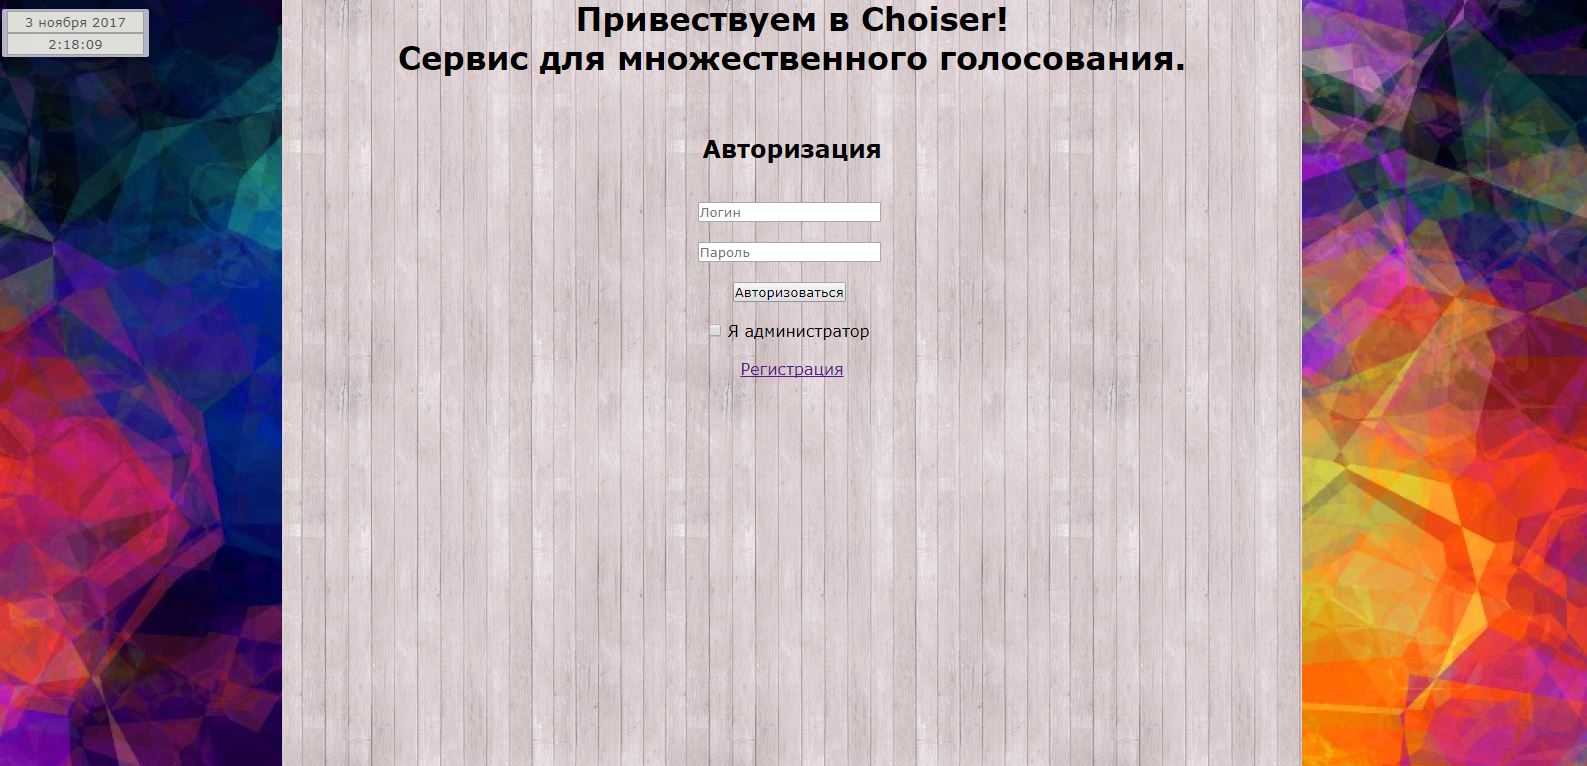 3 ноября 2017
2:18:09
Привествуем в Choiser!
Сервис для множественного голосования.
Авторизация
Логин
Пароль
Авторизоваться
Я администратор
Регистрация